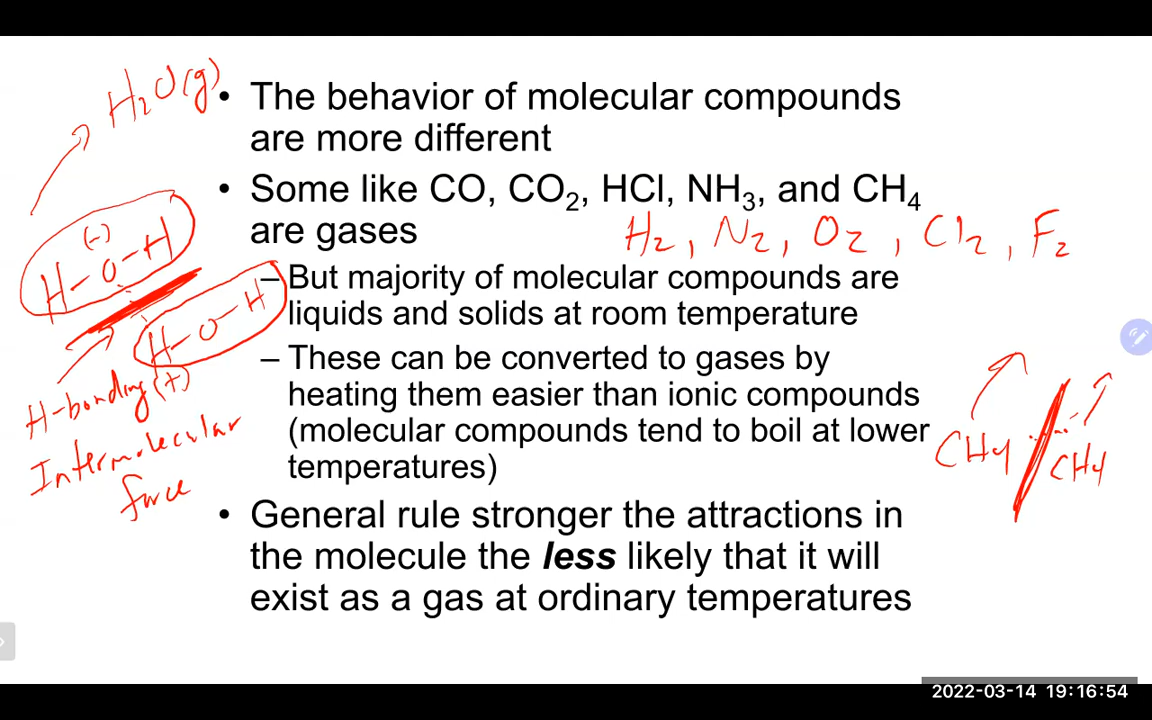 H₂O(g)
• The behavior of molecular compounds
are more different
• Some like CO, CO₂, HCl, NH₃, and CH₄
are gases
H₂, N₂, O₂, Cl₂, F₂
(-)
H-O-H
H-O-H
(+)
H-bonding
Intermolecular
force
– But majority of molecular compounds are
liquids and solids at room temperature
– These can be converted to gases by
heating them easier than ionic compounds
(molecular compounds tend to boil at lower
temperatures)
CH4
CH4
• General rule stronger the attractions in
the molecule the less likely that it will
exist as a gas at ordinary temperatures
2022-03-14 19:16:54